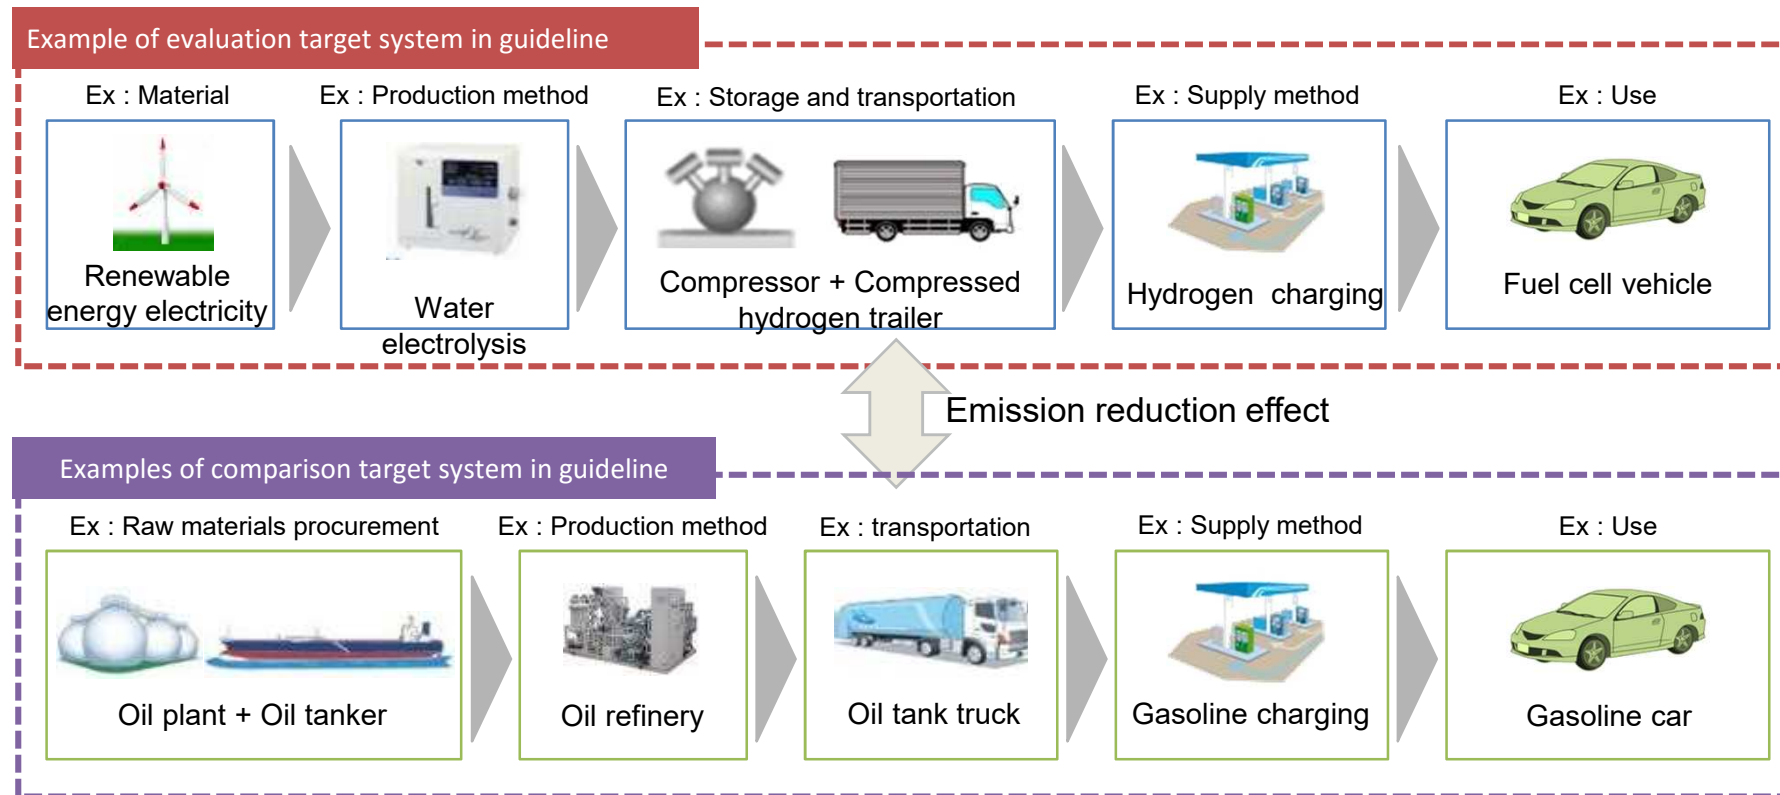 Example of evaluation target system in guideline
Ex : Material
Ex : Production method
Ex : Storage and transportation
Ex : Supply method
Ex : Use
Renewable
energy electricity
Water
electrolysis
Compressor + Compressed
hydrogen trailer
Hydrogen charging
Fuel cell vehicle
Emission reduction effect
Examples of comparison target system in guideline
Ex : Raw materials procurement
Ex : Production method
Ex : transportation
Ex : Supply method
Ex : Use
Oil plant + Oil tanker
Oil refinery
Oil tank truck
Gasoline charging
Gasoline car